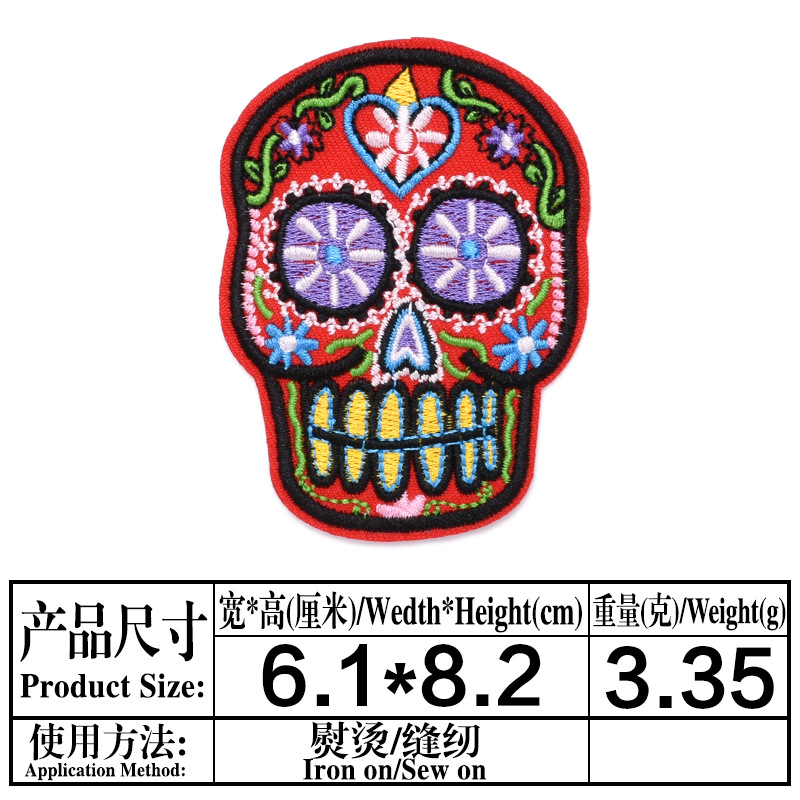 产品尺寸
Product Size:
宽*高(厘米)/Wedth*Height(cm)
重量(克)/Weight(g)
6.1*8.2
3.35
使用方法:
Application Method:
熨烫/缝纫
Iron on/Sew on